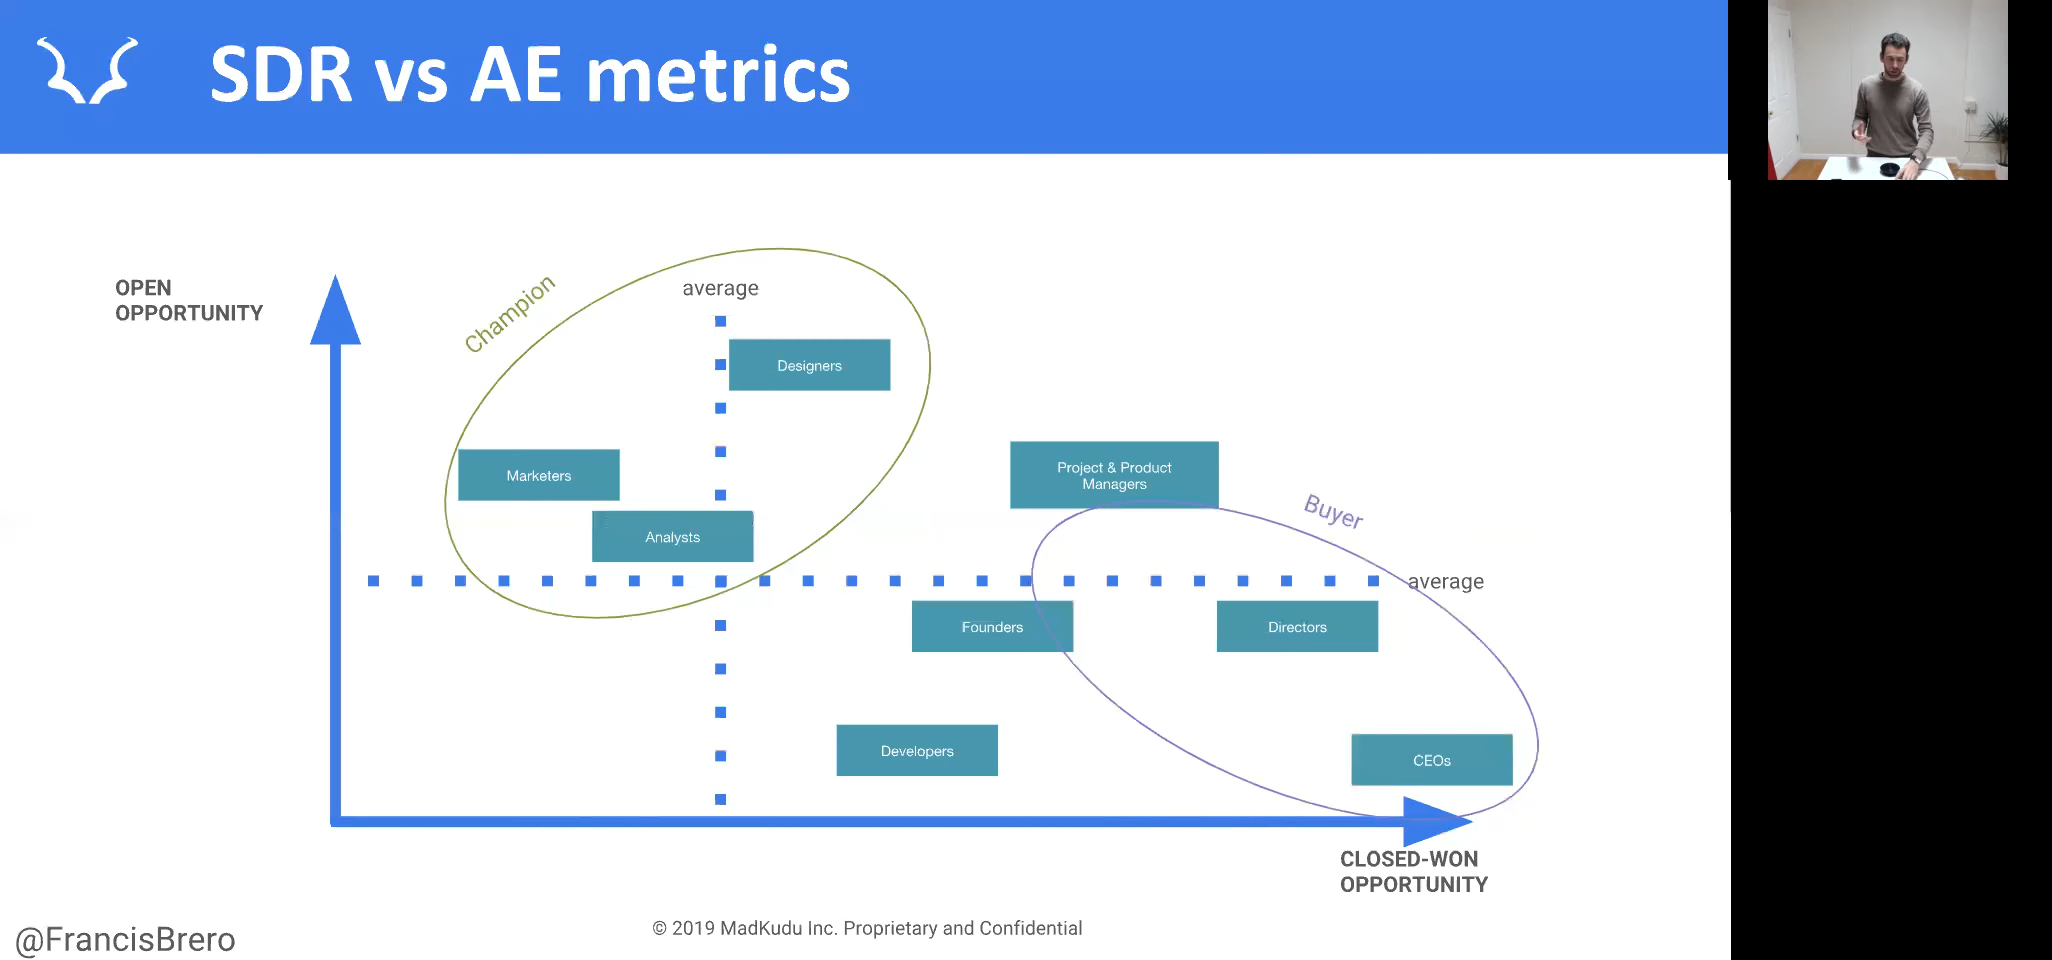 SDR vs AE metrics
OPEN
OPPORTUNITY
Champion
average
Designers
Marketers
Project & Product
Managers
Buyer
Analysts
average
Founders
Directors
Developers
CEOs
CLOSED-WON
OPPORTUNITY
@FrancisBrero
© 2019 MadKudu Inc. Proprietary and Confidential